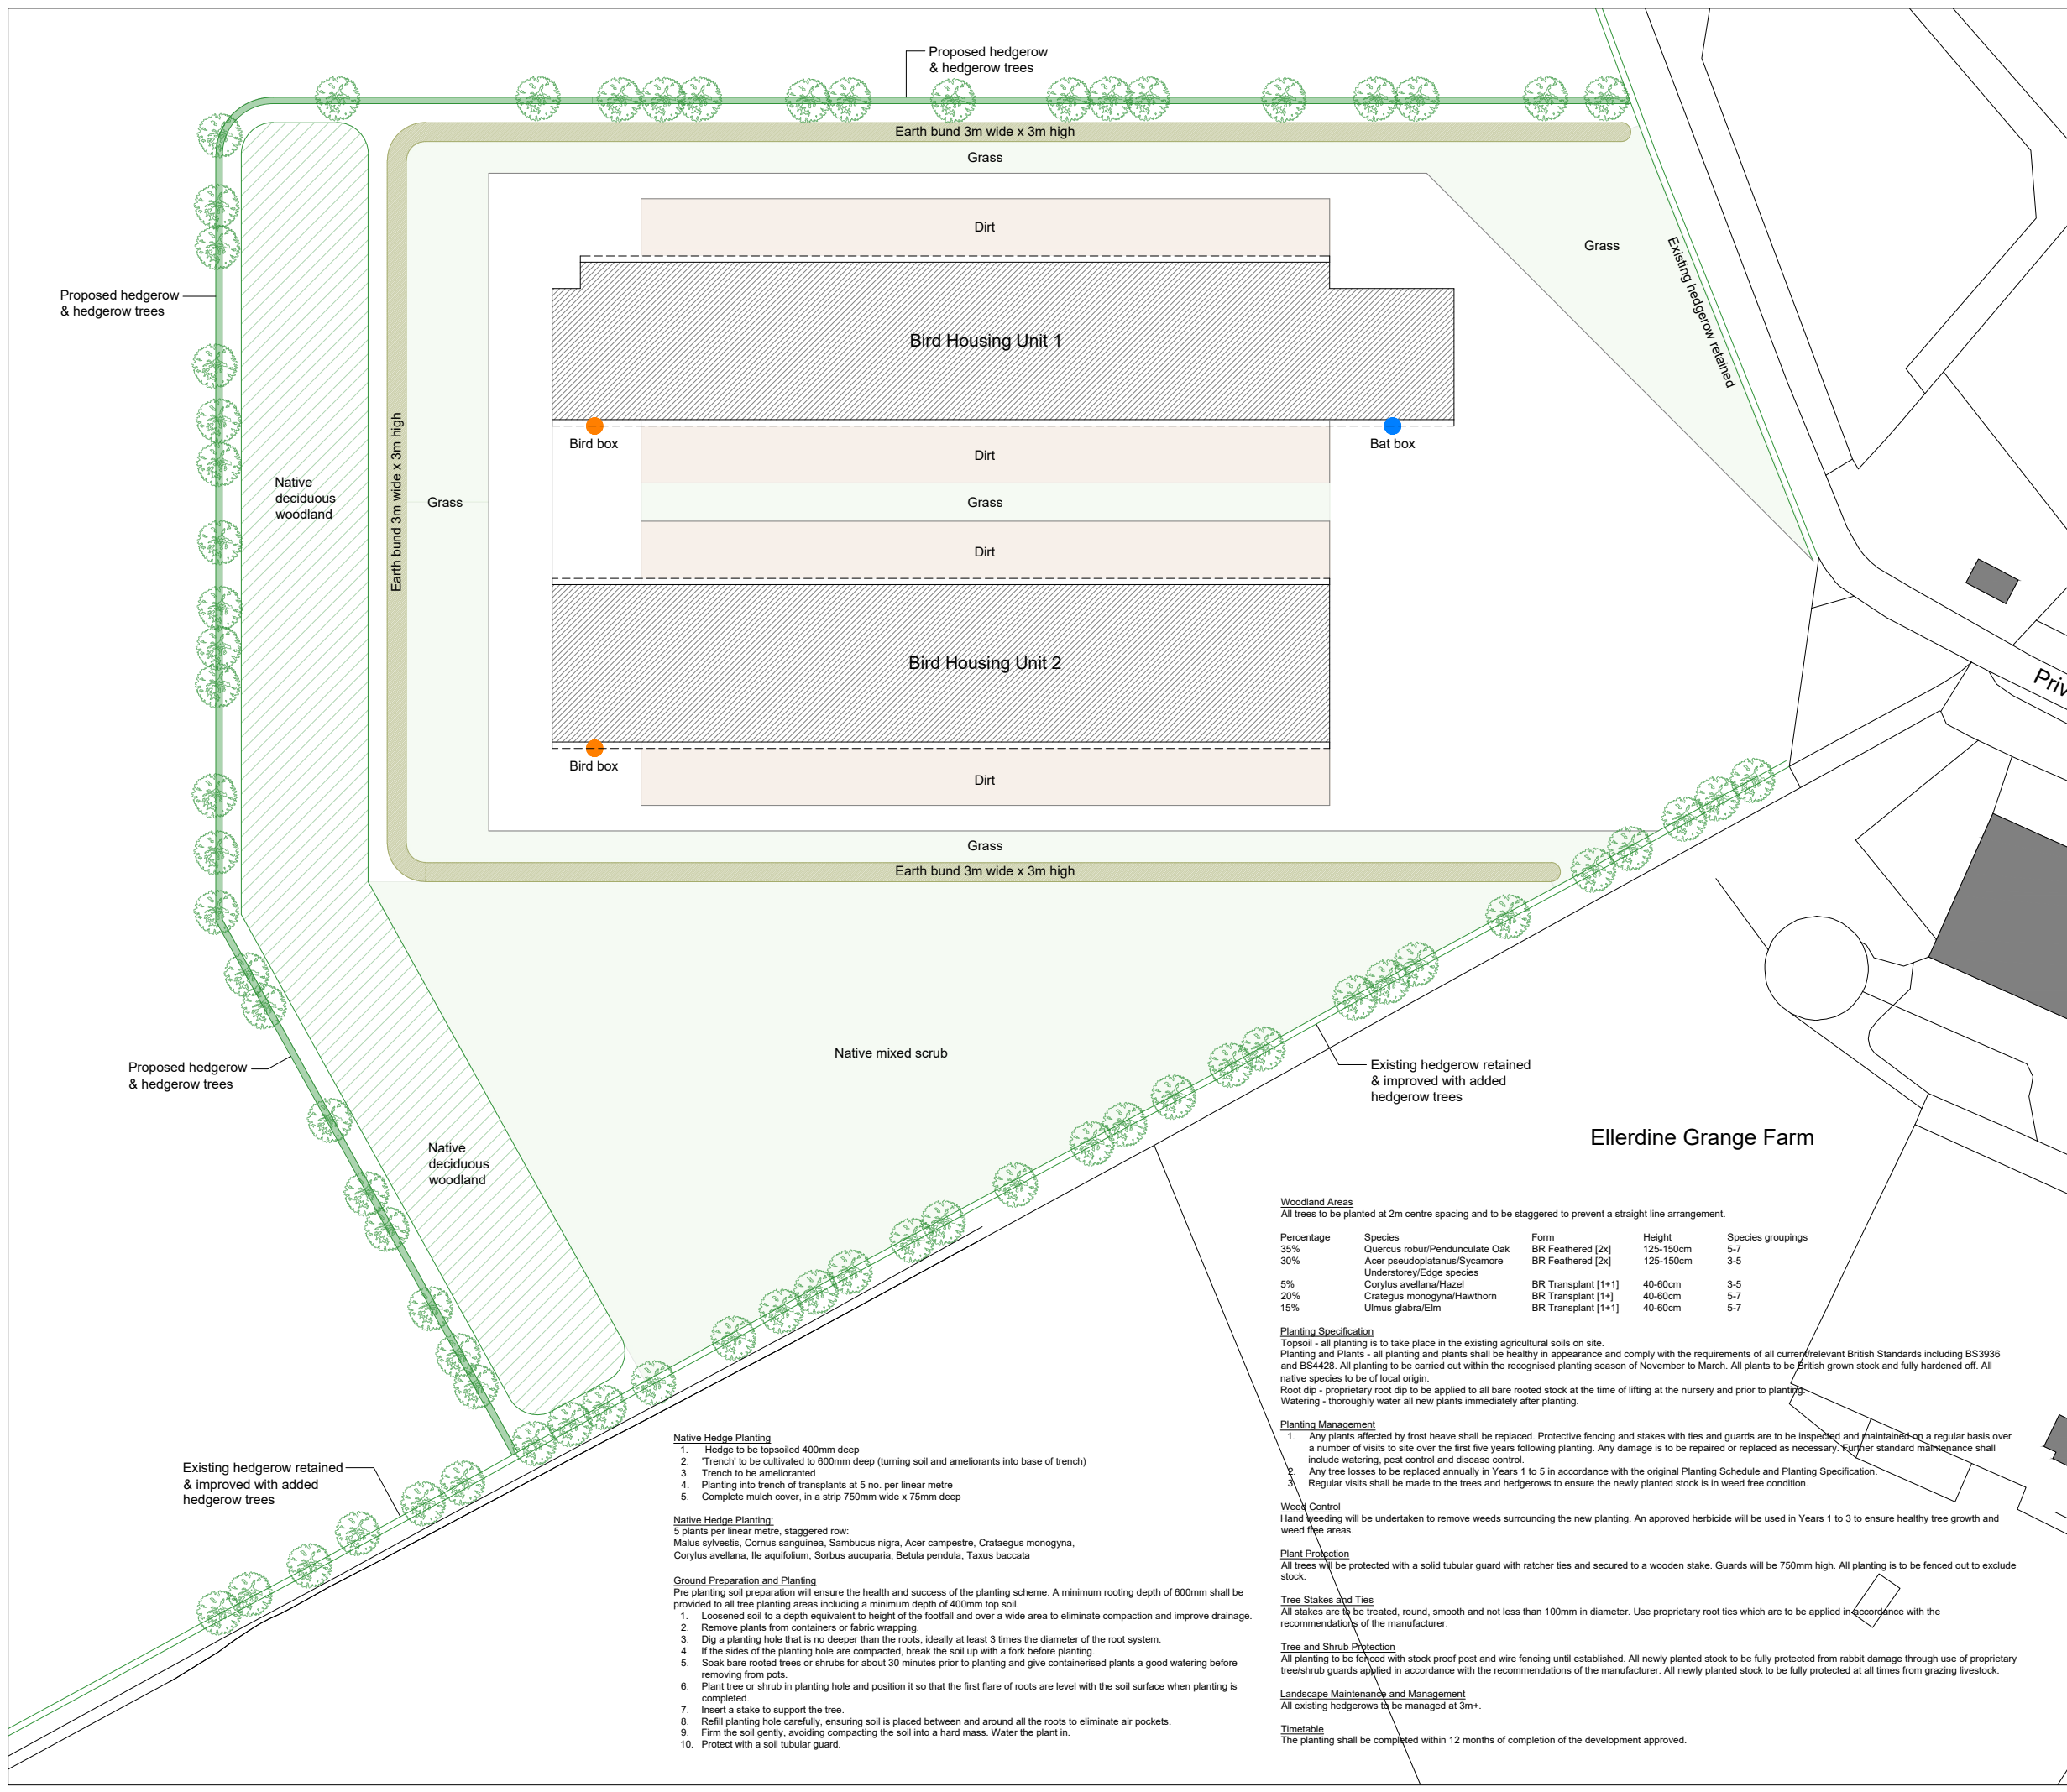 Proposed hedgerow
& hedgerow trees
Earth bund 3m wide x 3m high
Grass
Dirt
Grass
Existing hedgerow retained
Proposed hedgerow
& hedgerow trees
Bird Housing Unit 1
Bird box
Bat box
Dirt
Native
deciduous
woodland
Earth bund 3m wide x 3m high
Grass
Grass
Dirt
Bird Housing Unit 2
Priv
Bird box
Dirt
Grass
Earth bund 3m wide x 3m high
Native mixed scrub
Proposed hedgerow
& hedgerow trees
Existing hedgerow retained
& improved with added
hedgerow trees
Native
deciduous
woodland
Ellerdine Grange Farm
Existing hedgerow retained
& improved with added
hedgerow trees
Native Hedge Planting
1. Hedge to be topsoiled 400mm deep
2. 'Trench' to be cultivated to 600mm deep (turning soil and ameliorants into base of trench)
3. Trench to be amelioranted
4. Planting into trench of transplants at 5 no. per linear metre
5. Complete mulch cover, in a strip 750mm wide x 75mm deep
Native Hedge Planting:
5 plants per linear metre, staggered row:
Malus sylvestis, Cornus sanguinea, Sambucus nigra, Acer campestre, Crataegus monogyna,
Corylus avellana, Ile aquifolium, Sorbus aucuparia, Betula pendula, Taxus baccata
Ground Preparation and Planting
Pre planting soil preparation will ensure the health and success of the planting scheme. A minimum rooting depth of 600mm shall be
provided to all tree planting areas including a minimum depth of 400mm top soil.
1. Loosened soil to a depth equivalent to height of the footfall and over a wide area to eliminate compaction and improve drainage.
2. Remove plants from containers or fabric wrapping.
3. Dig a planting hole that is no deeper than the roots, ideally at least 3 times the diameter of the root system.
4. If the sides of the planting hole are compacted, break the soil up with a fork before planting.
5. Soak bare rooted trees or shrubs for about 30 minutes prior to planting and give containerised plants a good watering before
removing from pots.
6. Plant tree or shrub in planting hole and position it so that the first flare of roots are level with the soil surface when planting is
completed.
7. Insert a stake to support the tree.
8. Refill planting hole carefully, ensuring soil is placed between and around all the roots to eliminate air pockets.
9. Firm the soil gently, avoiding compacting the soil into a hard mass. Water the plant in.
10. Protect with a soil tubular guard.
Woodland Areas
All trees to be planted at 2m centre spacing and to be staggered to prevent a straight line arrangement.
Percentage Species Form Height Species groupings
35% Quercus robur/Pendunculate Oak BR Feathered [2x] 125-150cm 5-7
30% Acer pseudoplatanus/Sycamore BR Feathered [2x] 125-150cm 3-5
Understorey/Edge species
5% Corylus avellana/Hazel BR Transplant [1+1] 40-60cm 3-5
20% Crategus monogyna/Hawthorn BR Transplant [1+] 40-60cm 5-7
15% Ulmus glabra/Elm BR Transplant [1+1] 40-60cm 5-7
Planting Specification
Topsoil - all planting is to take place in the existing agricultural soils on site.
Planting and Plants - all planting and plants shall be healthy in appearance and comply with the requirements of all current/relevant British Standards including BS3936
and BS4428. All planting to be carried out within the recognised planting season of November to March. All plants to be British grown stock and fully hardened off. All
native species to be of local origin.
Root dip - proprietary root dip to be applied to all bare rooted stock at the time of lifting at the nursery and prior to planting.
Watering - thoroughly water all new plants immediately after planting.
Planting Management
1. Any plants affected by frost heave shall be replaced. Protective fencing and stakes with ties and guards are to be inspected and maintained on a regular basis over
a number of visits to site over the first five years following planting. Any damage is to be repaired or replaced as necessary. Further standard maintenance shall
include watering, pest control and disease control.
2. Any tree losses to be replaced annually in Years 1 to 5 in accordance with the original Planting Schedule and Planting Specification.
3. Regular visits shall be made to the trees and hedgerows to ensure the newly planted stock is in weed free condition.
Weed Control
Hand weeding will be undertaken to remove weeds surrounding the new planting. An approved herbicide will be used in Years 1 to 3 to ensure healthy tree growth and
weed free areas.
Plant Protection
All trees will be protected with a solid tubular guard with ratcher ties and secured to a wooden stake. Guards will be 750mm high. All planting is to be fenced out to exclude
stock.
Tree Stakes and Ties
All stakes are to be treated, round, smooth and not less than 100mm in diameter. Use proprietary root ties which are to be applied in accordance with the
recommendations of the manufacturer.
Tree and Shrub Protection
All planting to be fenced with stock proof post and wire fencing until established. All newly planted stock to be fully protected from rabbit damage through use of proprietary
tree/shrub guards applied in accordance with the recommendations of the manufacturer. All newly planted stock to be fully protected at all times from grazing livestock.
Landscape Maintenance and Management
All existing hedgerows to be managed at 3m+.
Timetable
The planting shall be completed within 12 months of completion of the development approved.